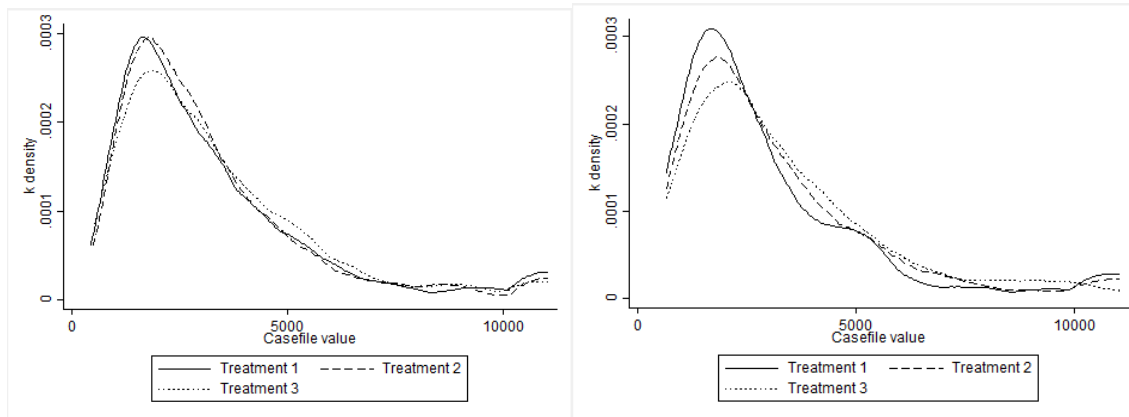 .0003
.0002
.0001
0
k density
0 5000 10000
Casefile value
Treatment 1 Treatment 2
Treatment 3
.0003
.0002
.0001
0
k density
0 5000 10000
Casefile value
Treatment 1 Treatment 2
Treatment 3